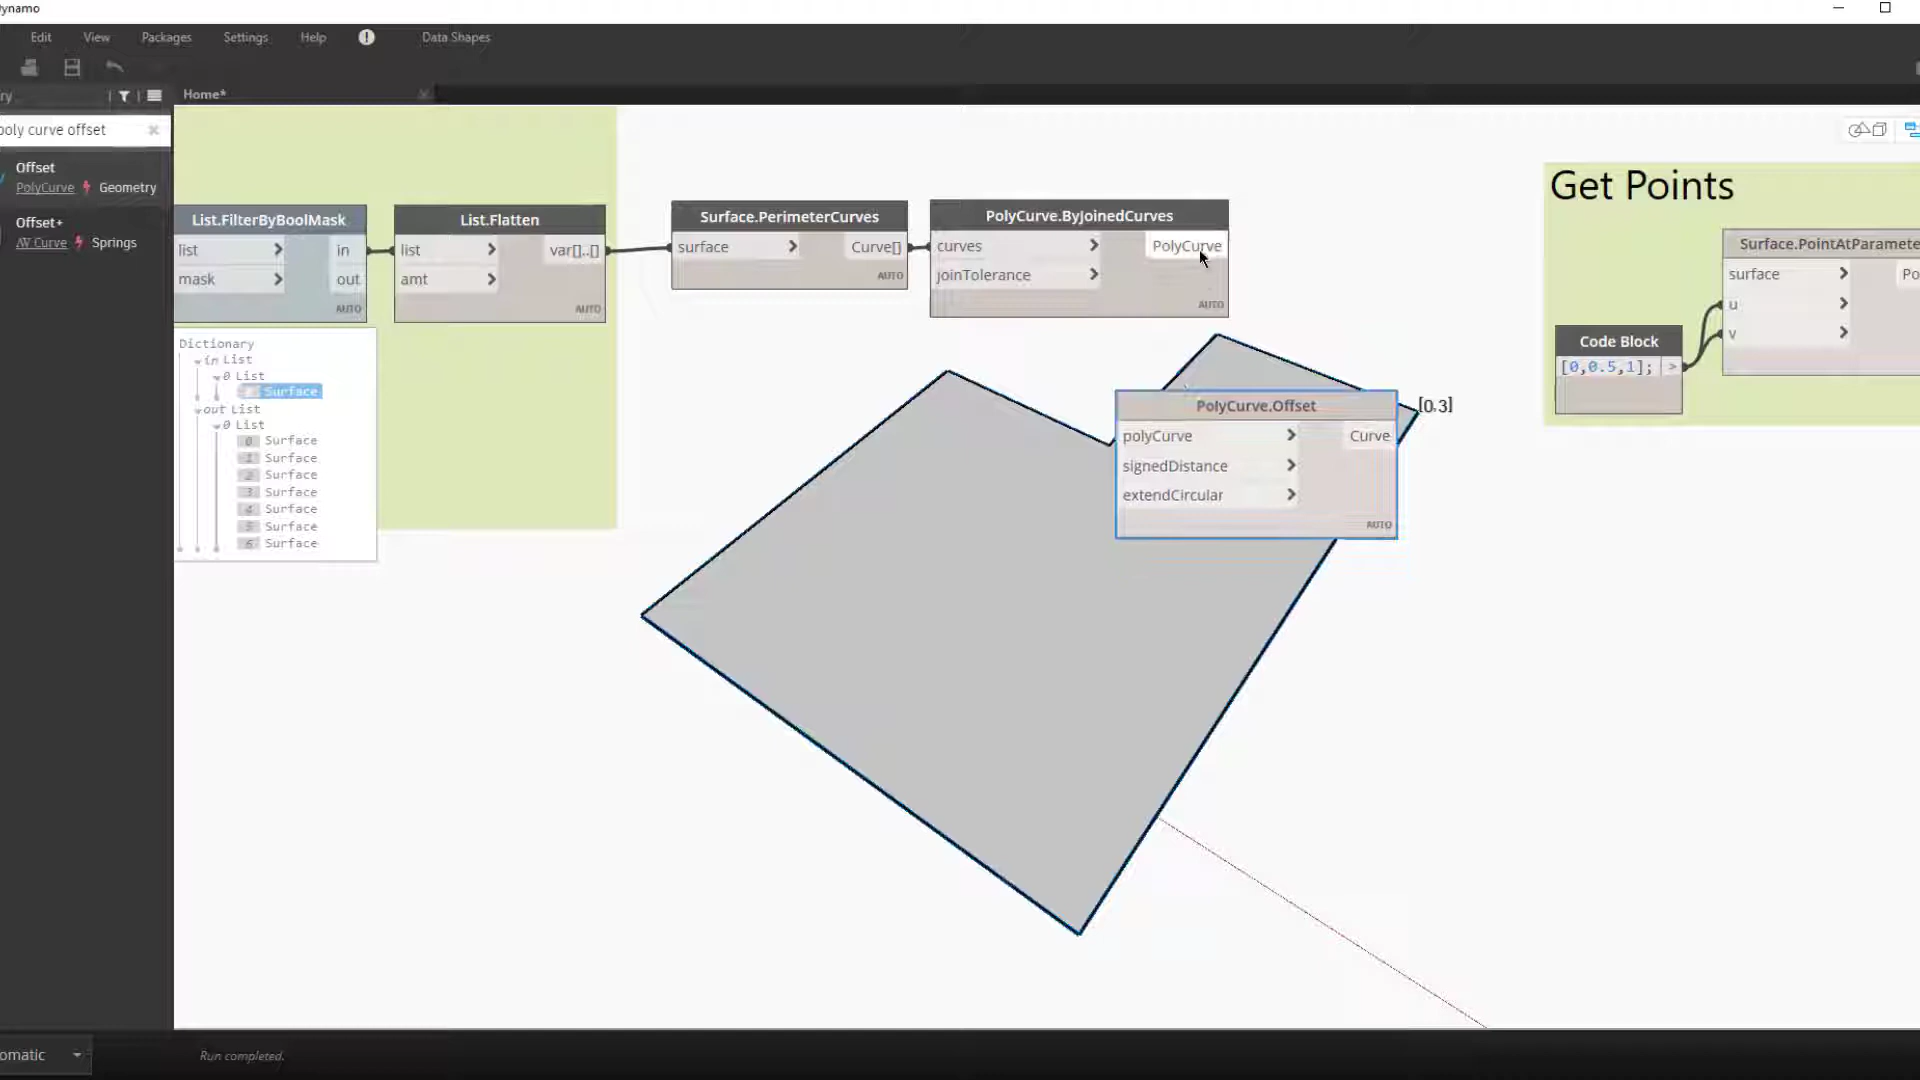 ynamo
Edit
View
Packages
Settings
Help
Data Shapes
ry
Home*
poly curve offset
Offset
PolyCurve Geometry
Offset+
Curve Springs
List.FilterByBoolMask
list > in
mask > out
AUTO
List.Flatten
list > var[]..[]
amt >
AUTO
Surface.PerimeterCurves
surface > Curve[]
AUTO
PolyCurve.ByJoinedCurves
curves > PolyCurve
joinTolerance >
AUTO
Get Points
Surface.PointAtParamete
surface > Po
u >
v >
Code Block
[0,0.5,1]; >
Dictionary
in List
0 List
Surface
out List
0 List
0 Surface
1 Surface
2 Surface
3 Surface
4 Surface
5 Surface
6 Surface
PolyCurve.Offset
polyCurve > Curve
signedDistance >
extendCircular >
AUTO
[0,3]
omatic
Run completed.